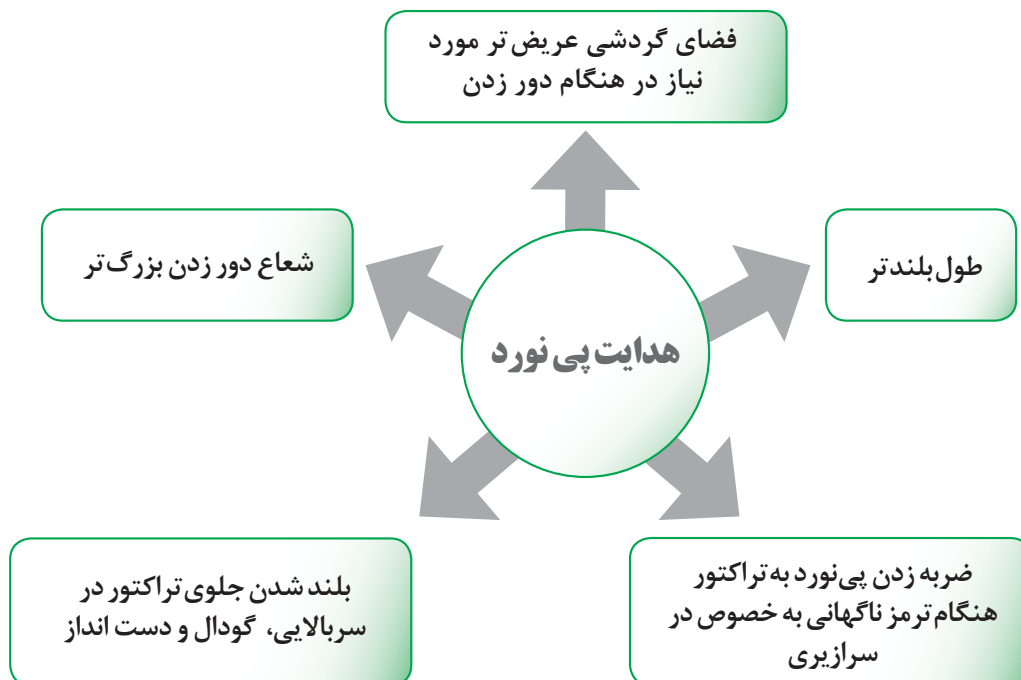 فضای گردشی عریض‌تر مورد
نیاز در هنگام دور زدن
طول بلندتر
شعاع دور زدن بزرگ‌تر
هدایت پی نورد
ضربه زدن پی‌نورد به تراکتور
هنگام ترمز ناگهانی به خصوص در
سرازیری
بلند شدن جلوی تراکتور در
سربالایی، گودال و دست انداز